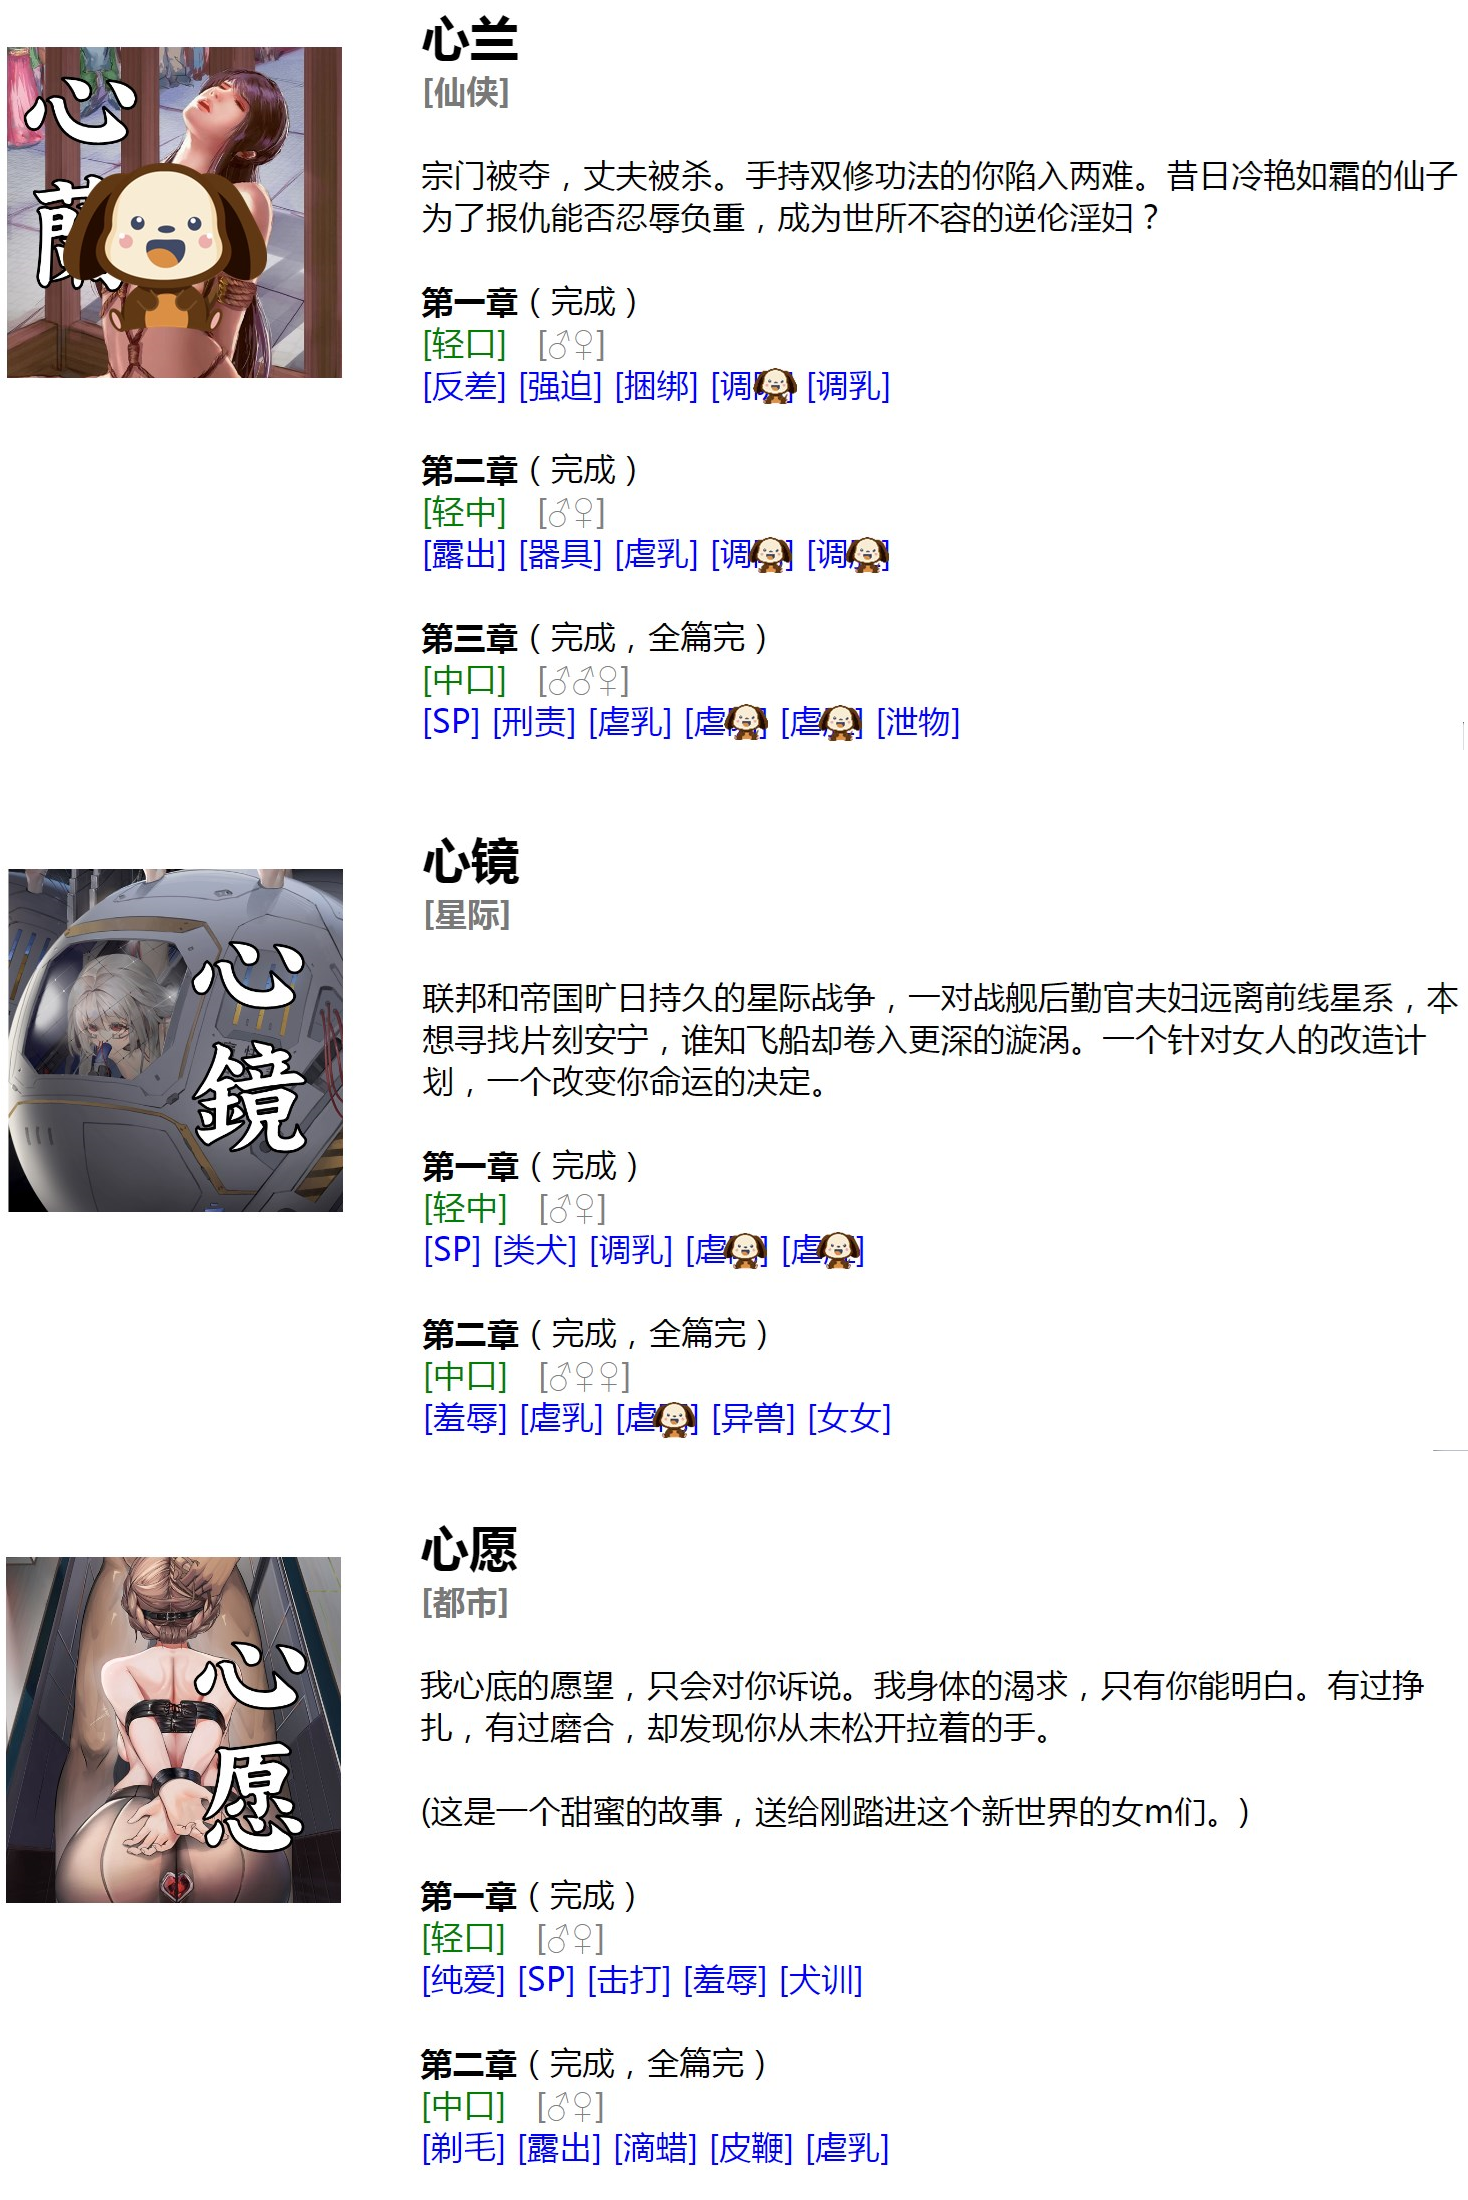 心蘭
心兰
[仙侠]
宗门被夺，丈夫被杀。手持双修功法的你陷入两难。昔日冷艳如霜的仙子
为了报仇能否忍辱负重，成为世所不容的逆伦淫妇？
第一章（完成）
[轻口] [♂♀]
[反差] [强迫] [捆绑] [调] [调乳]
第二章（完成）
[轻中] [♂♀]
[露出] [器具] [虐乳] [调] [调]
第三章（完成，全篇完）
[中口] [♂♂♀]
[SP] [刑责] [虐乳] [虐] [虐] [泄物]
心鏡
心镜
[星际]
联邦和帝国旷日持久的星际战争，一对战舰后勤官夫妇远离前线星系，本
想寻找片刻安宁，谁知飞船却卷入更深的漩涡。一个针对女人的改造计
划，一个改变你命运的决定。
第一章（完成）
[轻中] [♂♀]
[SP] [类犬] [调乳] [虐] [虐]
第二章（完成，全篇完）
[中口] [♂♀♀]
[羞辱] [虐乳] [虐] [异兽] [女女]
心愿
心愿
[都市]
我心底的愿望，只会对你诉说。我身体的渴求，只有你能明白。有过挣
扎，有过磨合，却发现你从未松开拉着的手。
(这是一个甜蜜的故事，送给刚踏进这个新世界的女m们。)
第一章（完成）
[轻口] [♂♀]
[纯爱] [SP] [击打] [羞辱] [犬训]
第二章（完成，全篇完）
[中口] [♂♀]
[剃毛] [露出] [滴蜡] [皮鞭] [虐乳]